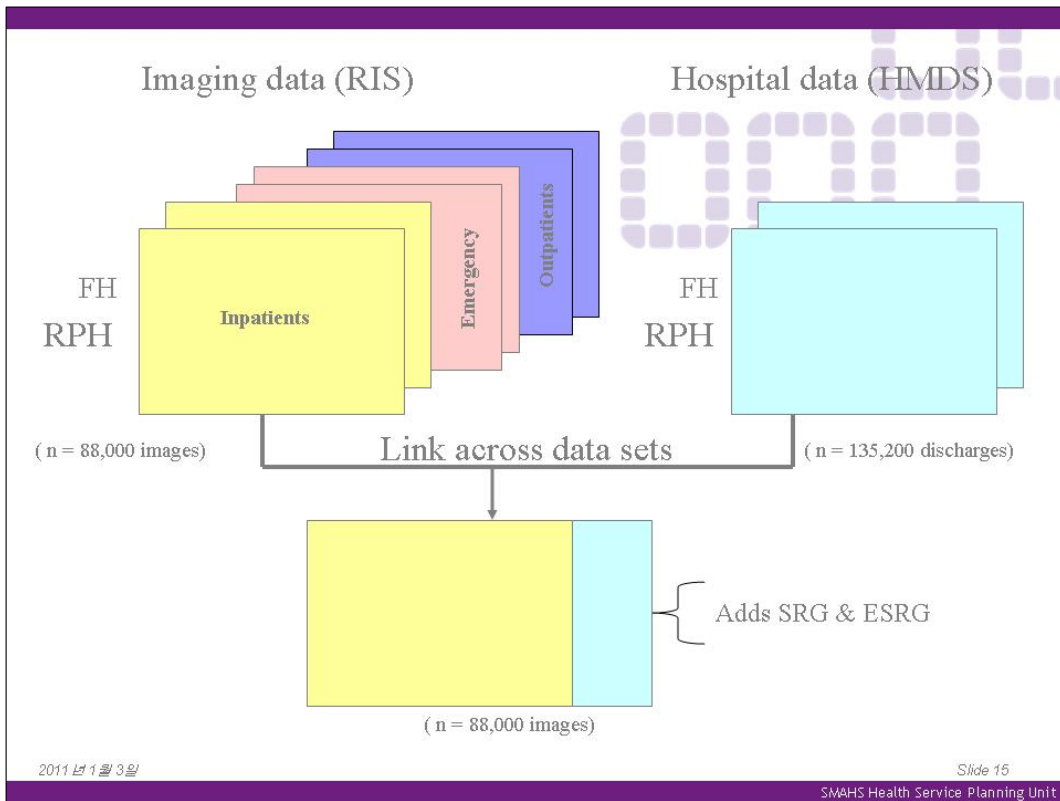 Imaging data (RIS)
Hospital data (HMDS)
Outpatients
Emergency
Inpatients
FH
RPH
FH
RPH
( n = 88,000 images)
Link across data sets
( n = 135,200 discharges)
Adds SRG & ESRG
( n = 88,000 images)
2011년 1월 3일
Slide 15
SMAHS Health Service Planning Unit